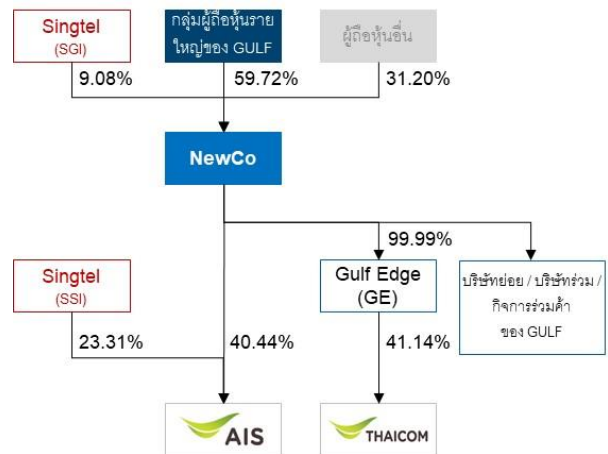 Singtel
(SGI)
กลุ่มผู้ถือหุ้นราย
ใหญ่ของ GULF
ผู้ถือหุ้นอื่น
9.08%
59.72%
31.20%
NewCo
99.99%
Singtel
(SSI)
Gulf Edge
(GE)
บริษัทย่อย / บริษัทร่วม /
กิจการร่วมค้า
ของ GULF
23.31%
40.44%
41.14%
AIS
THAICOM